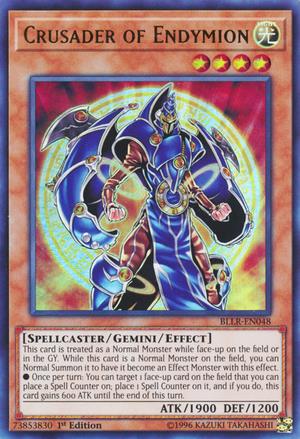 CRUSADER OF ENDYMION
LIGHT
光
BLLR-EN048
[SPELLCASTER/GEMINI/EFFECT]
This card is treated as a Normal Monster while face-up on the field or
in the GY. While this card is a Normal Monster on the field, you can
Normal Summon it to have it become an Effect Monster with this effect.
● Once per turn: You can target 1 face-up card on the field that you can
place a Spell Counter on; place 1 Spell Counter on it, and if you do, this
card gains 600 ATK until the end of this turn.
ATK/1900 DEF/1200
73853830 1st Edition ©1996 KAZUKI TAKAHASHI